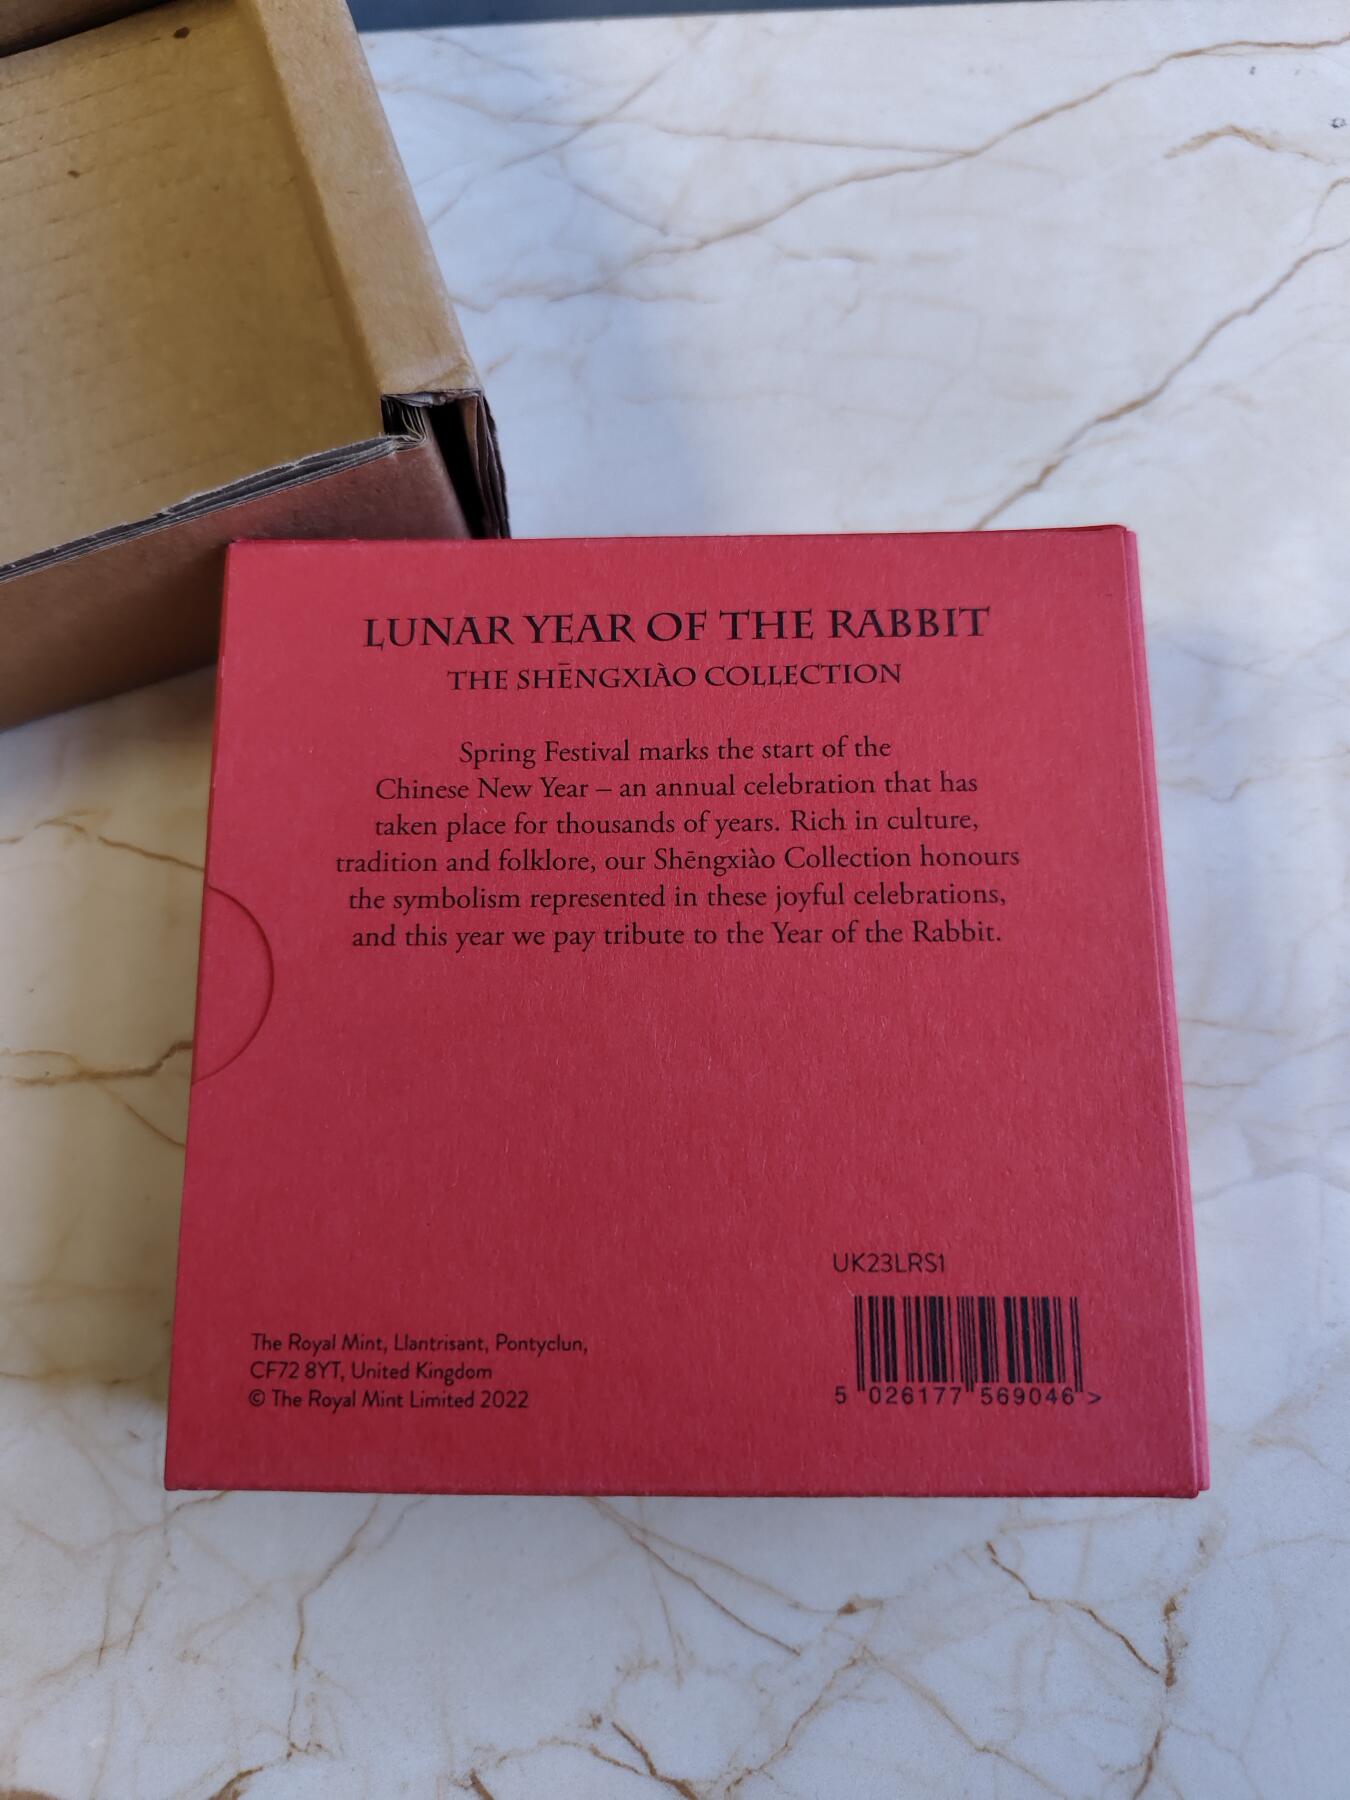 LUNAR YEAR OF THE RABBIT
THE SHĒNGXIÀO COLLECTION
Spring Festival marks the start of the
Chinese New Year – an annual celebration that has
taken place for thousands of years. Rich in culture,
tradition and folklore, our Shēngxiào Collection honours
the symbolism represented in these joyful celebrations,
and this year we pay tribute to the Year of the Rabbit.
UK23LRS1
The Royal Mint, Llantrisant, Pontyclun,
CF72 8YT, United Kingdom
© The Royal Mint Limited 2022
5 026177 569046 >